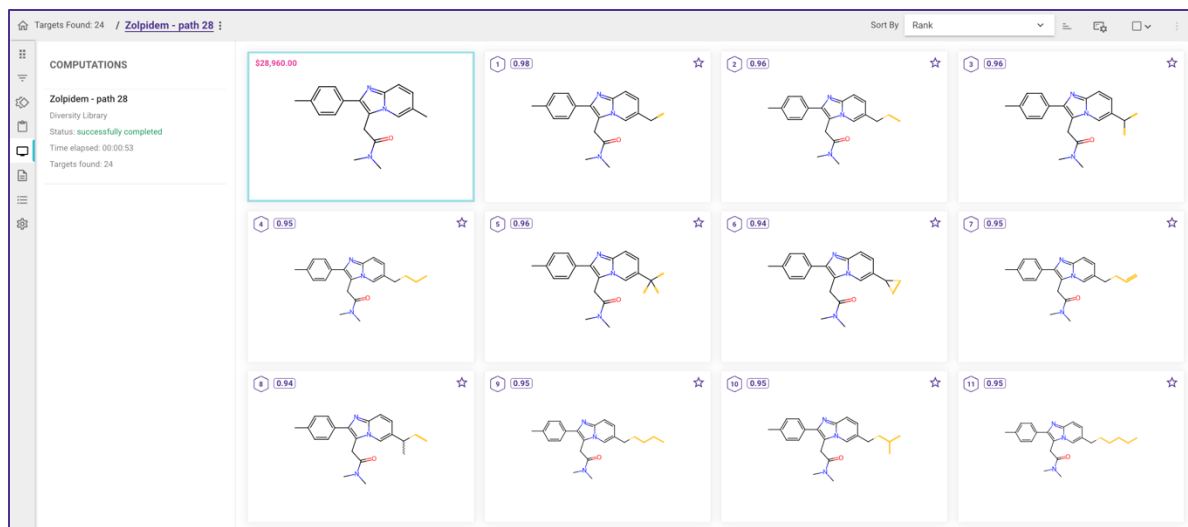 Targets Found: 24 / Zolpidem - path 28
Sort By Rank
COMPUTATIONS
Zolpidem - path 28
Diversity Library
Status: successfully completed
Time elapsed: 00:00:53
Targets found: 24
$28,960.00
N
N
O
N
1 0.98
N
N
O
N
2 0.96
N
N
O
N
3 0.96
N
N
O
N
4 0.95
N
N
O
N
5 0.96
N
N
O
N
6 0.94
N
N
O
N
7 0.95
N
N
O
N
8 0.94
N
N
O
N
9 0.95
N
N
O
N
10 0.95
N
N
O
N
11 0.95
N
N
O
N